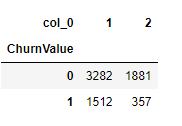 col_0 1 2
ChurnValue
0 3282 1881
1 1512 357